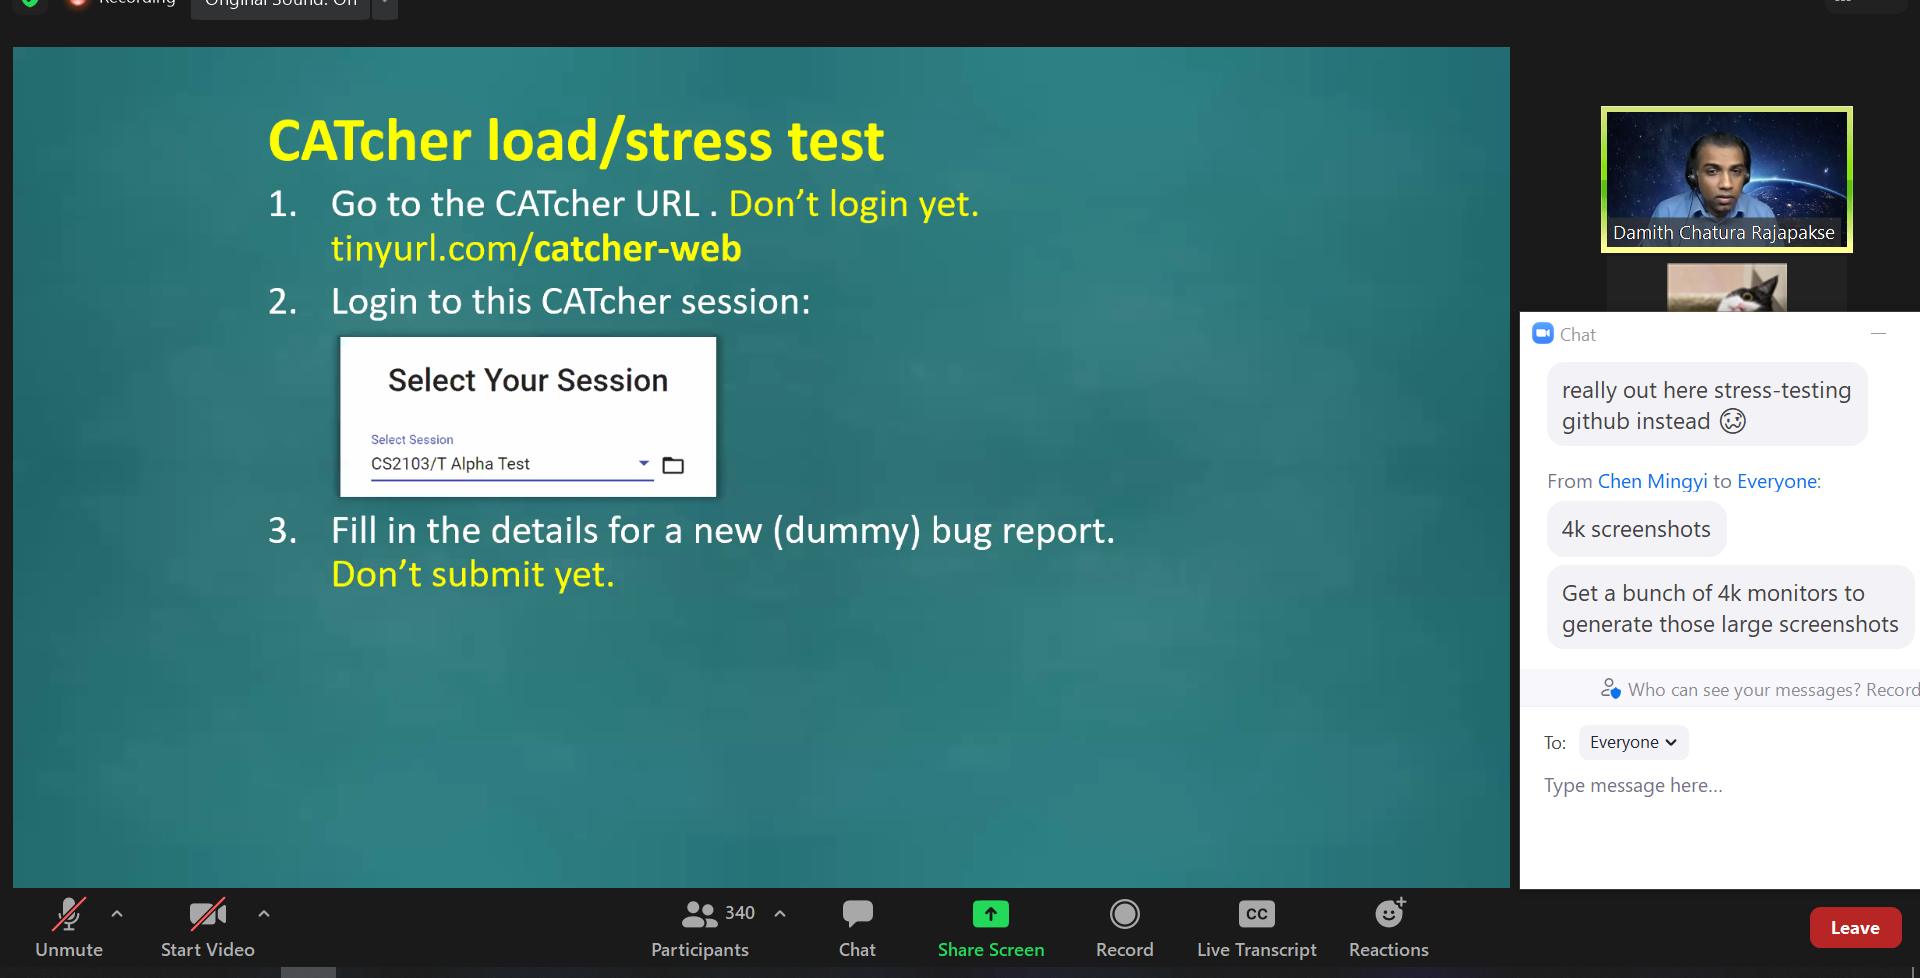 Recording
Original Sound: On
CATcher load/stress test
1. Go to the CATcher URL . Don’t login yet.
tinyurl.com/catcher-web
2. Login to this CATcher session:
Select Your Session
Select Session
CS2103/T Alpha Test
3. Fill in the details for a new (dummy) bug report.
Don’t submit yet.
Damith Chatura Rajapakse
Chat
really out here stress-testing
github instead 🥴
From Chen Mingyi to Everyone:
4k screenshots
Get a bunch of 4k monitors to
generate those large screenshots
Who can see your messages? Record
To: Everyone
Type message here...
Unmute
Start Video
340
Participants
Chat
Share Screen
Record
CC
Live Transcript
Reactions
Leave